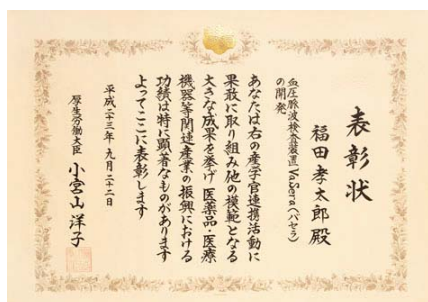 表彰状
福田孝太郎 殿
血圧脈波検査装置 VaSera(バセラ)
の開発
あなたは右の産学官連携活動に
果敢に取り組み他の模範となる
大きな成果を挙げ医薬品・医療
機器等関連産業の振興における
功績は特に顕著なものがあります
よってここに表彰します
平成二十三年九月二十二日
厚生労働大臣 小宮山洋子